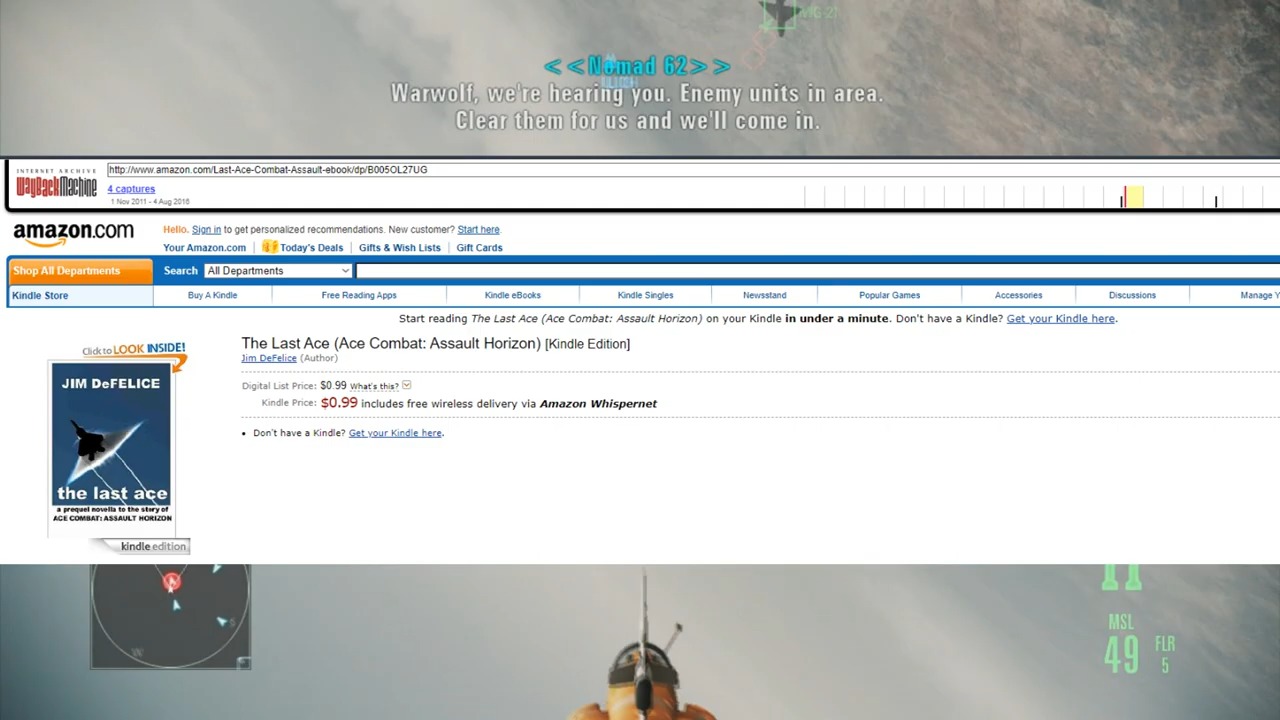 MiG-21
<<Nomad 62>>
Warwolf, we're hearing you. Enemy units in area.
Clear them for us and we'll come in.
INTERNET ARCHIVE
WayBackMachine
http://www.amazon.com/Last-Ace-Combat-Assault-ebook/dp/B005OL27UG
4 captures
1 Nov 2011 - 4 Aug 2016
amazon.com
Hello. Sign in to get personalized recommendations. New customer? Start here.
Your Amazon.com | Today's Deals | Gifts & Wish Lists | Gift Cards
Shop All Departments
Search All Departments
Kindle Store
Buy A Kindle
Free Reading Apps
Kindle eBooks
Kindle Singles
Newsstand
Popular Games
Accessories
Discussions
Manage Y
Start reading The Last Ace (Ace Combat: Assault Horizon) on your Kindle in under a minute. Don't have a Kindle? Get your Kindle here.
Click to LOOK INSIDE!
JIM DeFELICE
the last ace
a prequel novella to the story of
ACE COMBAT: ASSAULT HORIZON
kindle edition
The Last Ace (Ace Combat: Assault Horizon) [Kindle Edition]
Jim DeFelice (Author)
Digital List Price: $0.99 What's this?
Kindle Price: $0.99 includes free wireless delivery via Amazon Whispernet
• Don't have a Kindle? Get your Kindle here.
W
S
MSL
49
FLR
5